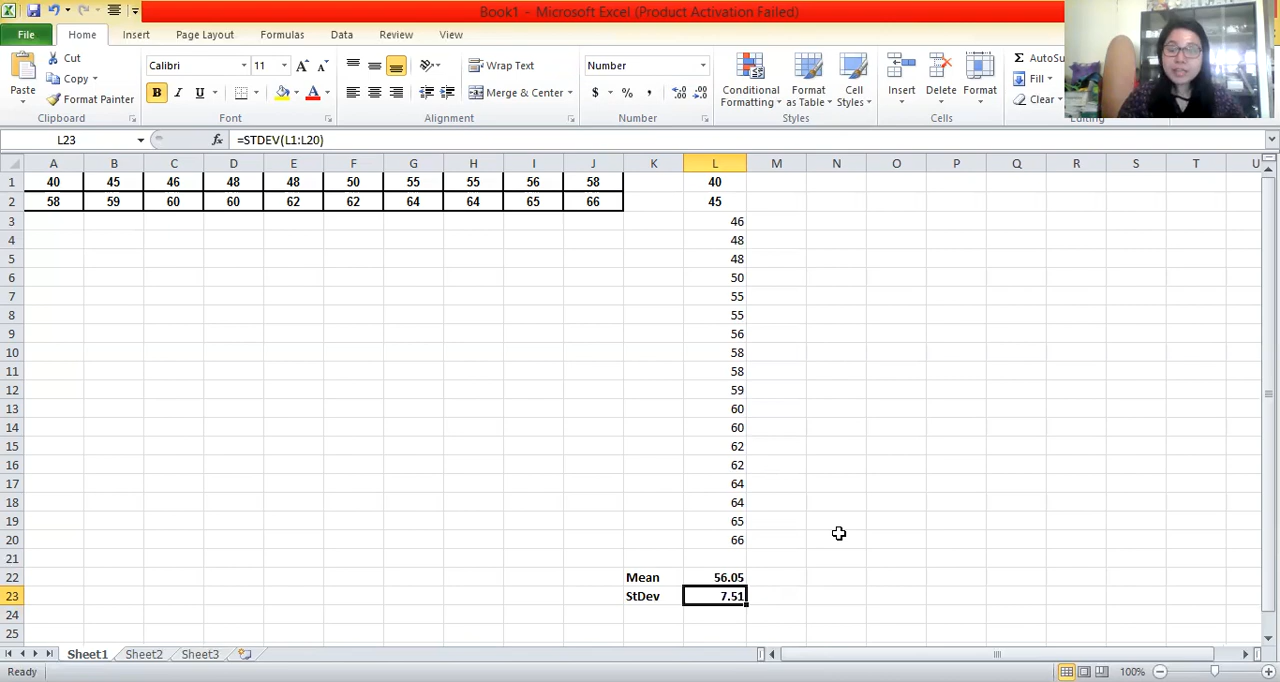 Book1 - Microsoft Excel (Product Activation Failed)
File Home Insert Page Layout Formulas Data Review View
Paste
Cut
Copy
Format Painter
Clipboard
Calibri 11
B I U
Font
Wrap Text
Merge & Center
Alignment
Number
$ % ,
Number
Conditional Formatting
Format as Table
Cell Styles
Styles
Insert Delete Format
Cells
Σ AutoSu
Fill
Clear
Editing
L23 fx =STDEV(L1:L20)
A B C D E F G H I J K L M N O P Q R S T U
1 40 45 46 48 48 50 55 55 56 58 40
2 58 59 60 60 62 62 64 64 65 66 45
3 46
4 48
5 48
6 50
7 55
8 55
9 56
10 58
11 58
12 59
13 60
14 60
15 62
16 62
17 64
18 64
19 65
20 66
21
22 Mean 56.05
23 StDev 7.51
24
25
Sheet1 Sheet2 Sheet3
Ready 100%